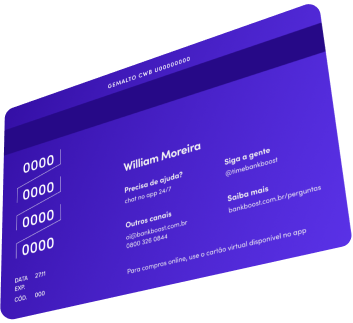 GEMALTO CWB U00000000
0000
0000
0000
0000
DATA EXP. 27/11
CÓD. 000
William Moreira
Precisa de ajuda?
chat no app 24/7
Outros canais
oi@bankboost.com.br
0800 326 0844
Siga a gente
@timebankboost
Saiba mais
bankboost.com.br/perguntas
Para compras online, use o cartão virtual disponível no app